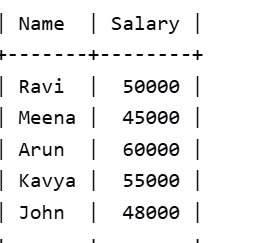 | Name  | Salary |
+-------+--------+
| Ravi  |  50000 |
| Meena |  45000 |
| Arun  |  60000 |
| Kavya |  55000 |
| John  |  48000 |